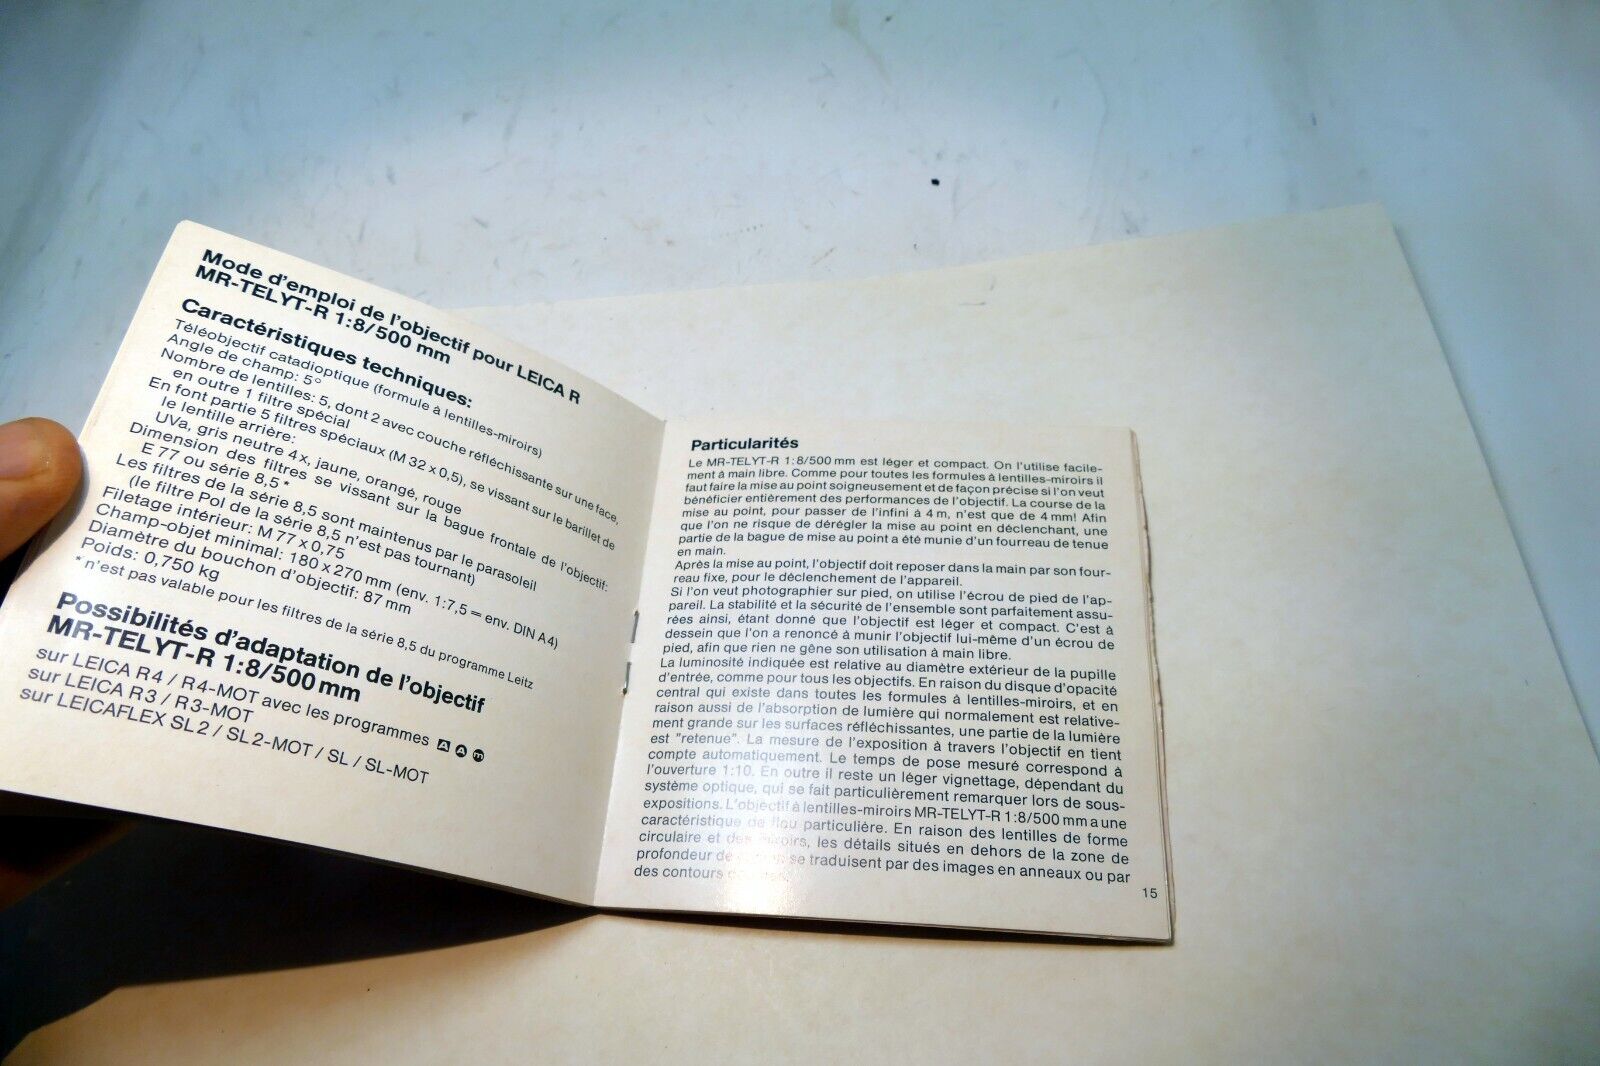 Mode d'emploi de l'objectif pour LEICA R
MR-TELYT-R 1:8/500 mm
Caractéristiques techniques:
Téléobjectif catadioptique (formule à lentilles-miroirs)
Angle de champ: 5°
Nombre de lentilles: 5, dont 2 avec couche réfléchissante sur une face,
en outre 1 filtre spécial
En font partie 5 filtres spéciaux (M 32 x 0,5), se vissant sur le barillet de
le lentille arrière:
UVa, gris neutre 4x, jaune, orangé, rouge
Dimension des filtres se vissant sur la bague frontale de l'objectif:
E 77 ou série 8,5*
Les filtres de la série 8,5 sont maintenus par le parasoleil
(le filtre Pol de la série 8,5 n'est pas tournant)
Filetage intérieur: M 77 x 0,75
Champ-objet minimal: 180 x 270 mm (env. 1:7,5 = env. DIN A4)
Diamètre du bouchon d'objectif: 87 mm
Poids: 0,750 kg
*n'est pas valable pour les filtres de la série 8,5 du programme Leitz
Possibilités d'adaptation de l'objectif
MR-TELYT-R 1:8/500 mm
sur LEICA R4 / R4-MOT avec les programmes A A m
sur LEICA R3 / R3-MOT
sur LEICAFLEX SL2 / SL2-MOT / SL / SL-MOT
Particularités
Le MR-TELYT-R 1:8/500 mm est léger et compact. On l'utilise facile-
ment à main libre. Comme pour toutes les formules à lentilles-miroirs il
faut faire la mise au point soigneusement et de façon précise si l'on veut
bénéficier entièrement des performances de l'objectif. La course de la
mise au point, pour passer de l'infini à 4 m, n'est que de 4 mm! Afin
que l'on ne risque de dérégler la mise au point en déclenchant, une
partie de la bague de mise au point a été munie d'un fourreau de tenue
en main.
Après la mise au point, l'objectif doit reposer dans la main par son four-
reau fixe, pour le déclenchement de l'appareil.
Si l'on veut photographier sur pied, on utilise l'écrou de pied de l'ap-
pareil. La stabilité et la sécurité de l'ensemble sont parfaitement assu-
rées ainsi, étant donné que l'objectif est léger et compact. C'est à
dessein que l'on a renoncé à munir l'objectif lui-même d'un écrou de
pied, afin que rien ne gêne son utilisation à main libre.
La luminosité indiquée est relative au diamètre extérieur de la pupille
d'entrée, comme pour tous les objectifs. En raison du disque d'opacité
central qui existe dans toutes les formules à lentilles-miroirs, et en
raison aussi de l'absorption de lumière qui normalement est relative-
ment grande sur les surfaces réfléchissantes, une partie de la lumière
est "retenue". La mesure de l'exposition à travers l'objectif en tient
compte automatiquement. Le temps de pose mesuré correspond à
l'ouverture 1:10. En outre il reste un léger vignettage, dépendant du
système optique, qui se fait particulièrement remarquer lors de sous-
expositions. L'objectif à lentilles-miroirs MR-TELYT-R 1:8/500 mm a une
caractéristique de flou particulière. En raison des lentilles de forme
circulaire et des miroirs, les détails situés en dehors de la zone de
profondeur de se traduisent par des images en anneaux ou par
des contours
15